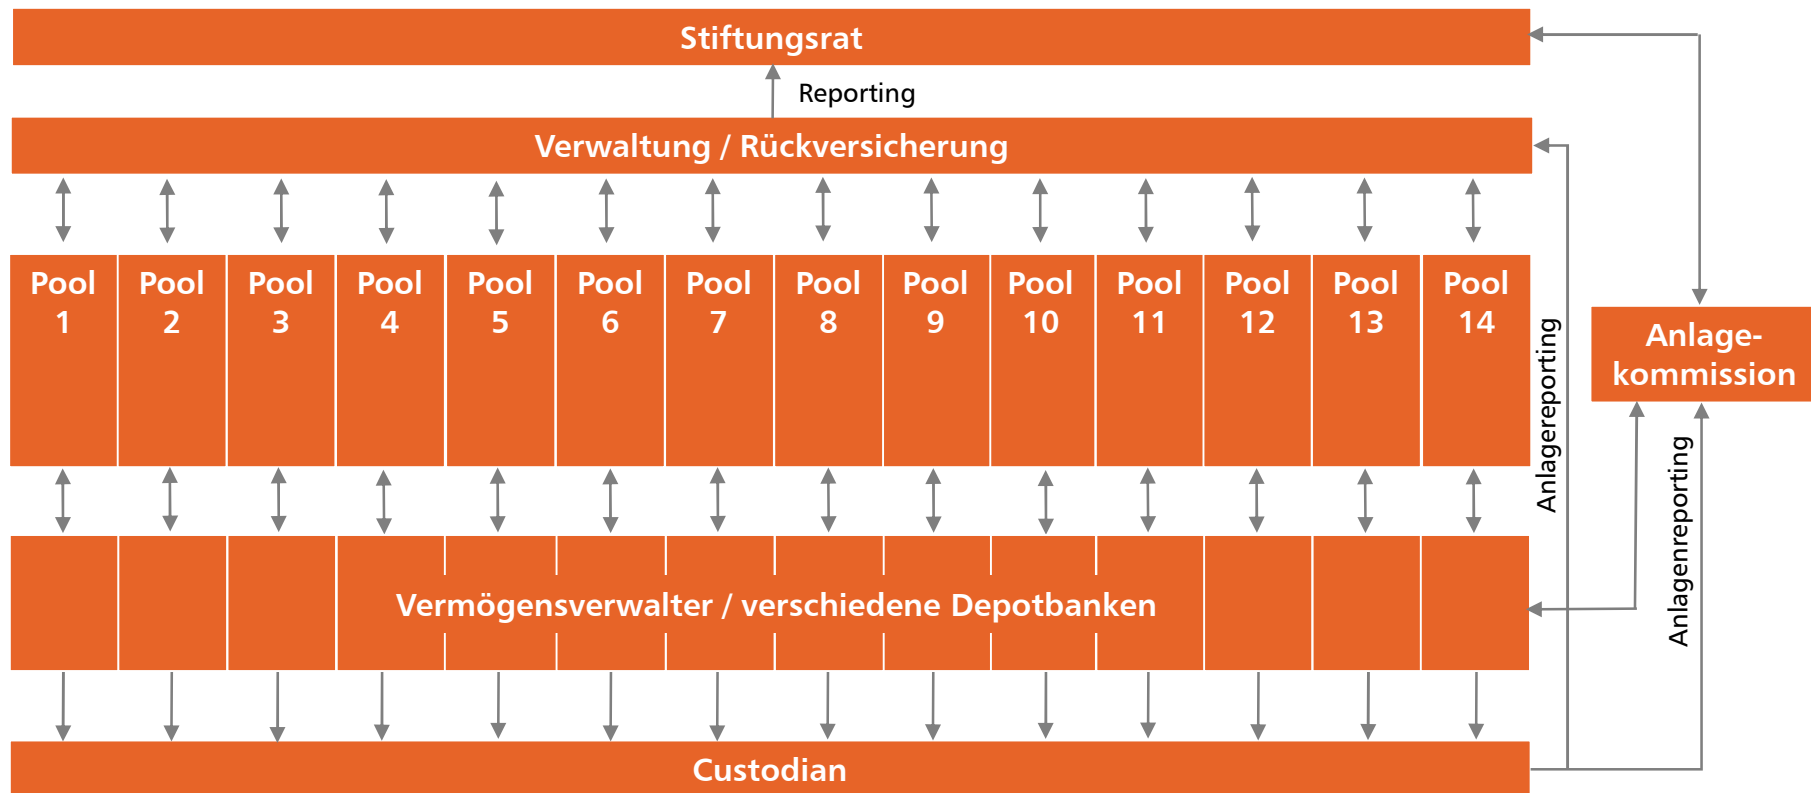 Stiftungsrat
Reporting
Verwaltung / Rückversicherung
Pool
1
Pool
2
Pool
3
Pool
4
Pool
5
Pool
6
Pool
7
Pool
8
Pool
9
Pool
10
Pool
11
Pool
12
Pool
13
Pool
14
Anlagereporting
Anlage-
kommission
Anlagenreporting
Vermögensverwalter / verschiedene Depotbanken
Custodian